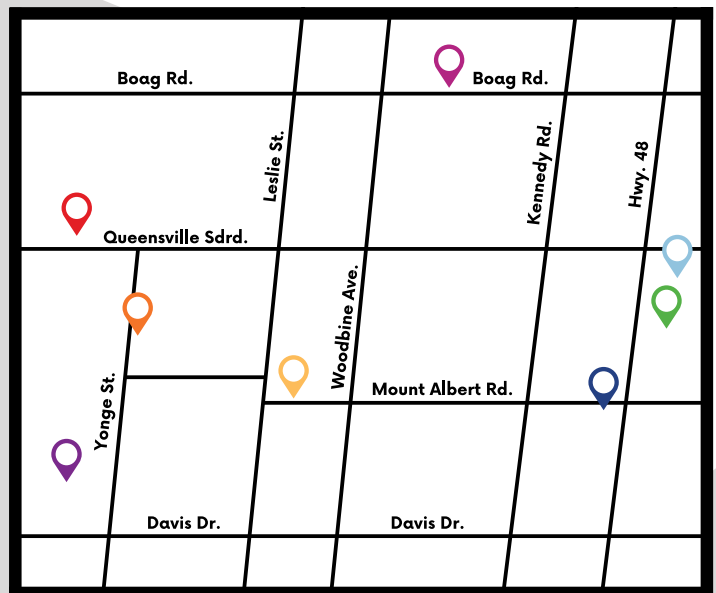 Boag Rd.
Boag Rd.
Leslie St.
Kennedy Rd.
Hwy. 48
Queensville Sdrd.
Woodbine Ave.
Yonge St.
Mount Albert Rd.
Davis Dr.
Davis Dr.